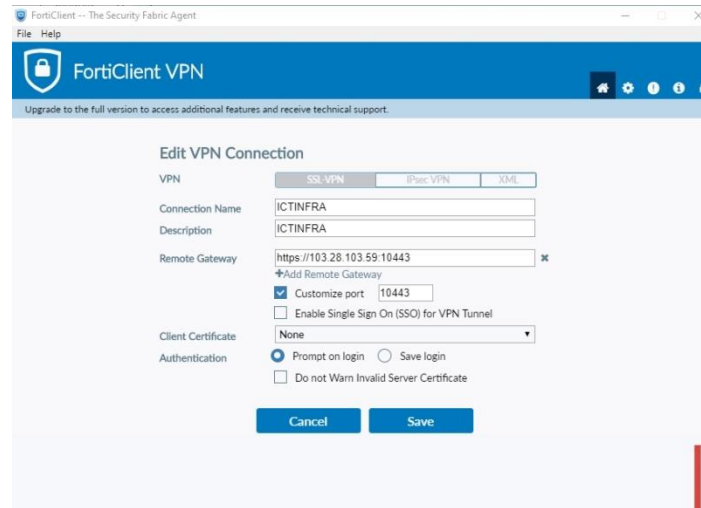 FortiClient -- The Security Fabric Agent
File Help
FortiClient VPN
Upgrade to the full version to access additional features and receive technical support.
Edit VPN Connection
VPN SSL-VPN IPsec VPN XML
Connection Name ICTINFRA
Description ICTINFRA
Remote Gateway https://103.28.103.59:10443
+Add Remote Gateway
Customize port 10443
Enable Single Sign On (SSO) for VPN Tunnel
Client Certificate None
Authentication Prompt on login Save login
Do not Warn Invalid Server Certificate
Cancel Save